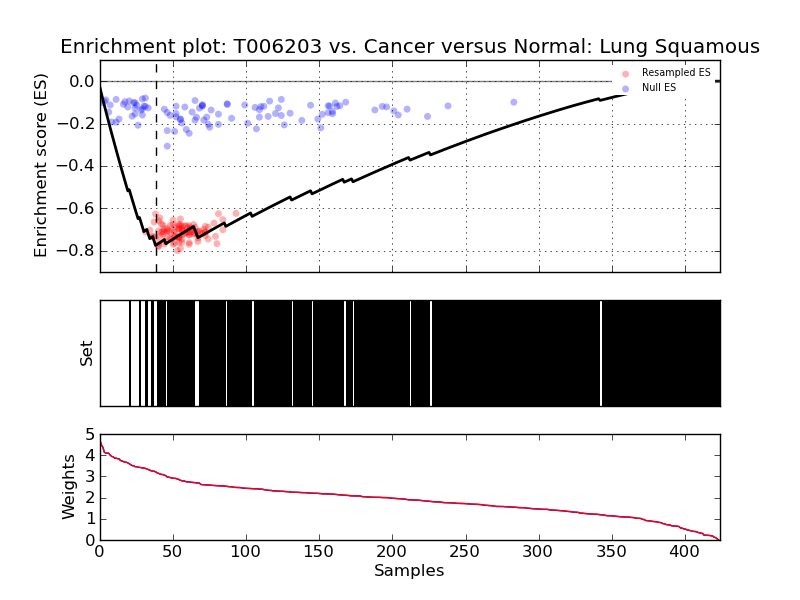 Enrichment plot: T006203 vs. Cancer versus Normal: Lung Squamous
Enrichment score (ES)
0.0
−0.2
−0.4
−0.6
−0.8
Resampled ES
Null ES
Set
Weights
5
4
3
2
1
0
0 50 100 150 200 250 300 350 400
Samples